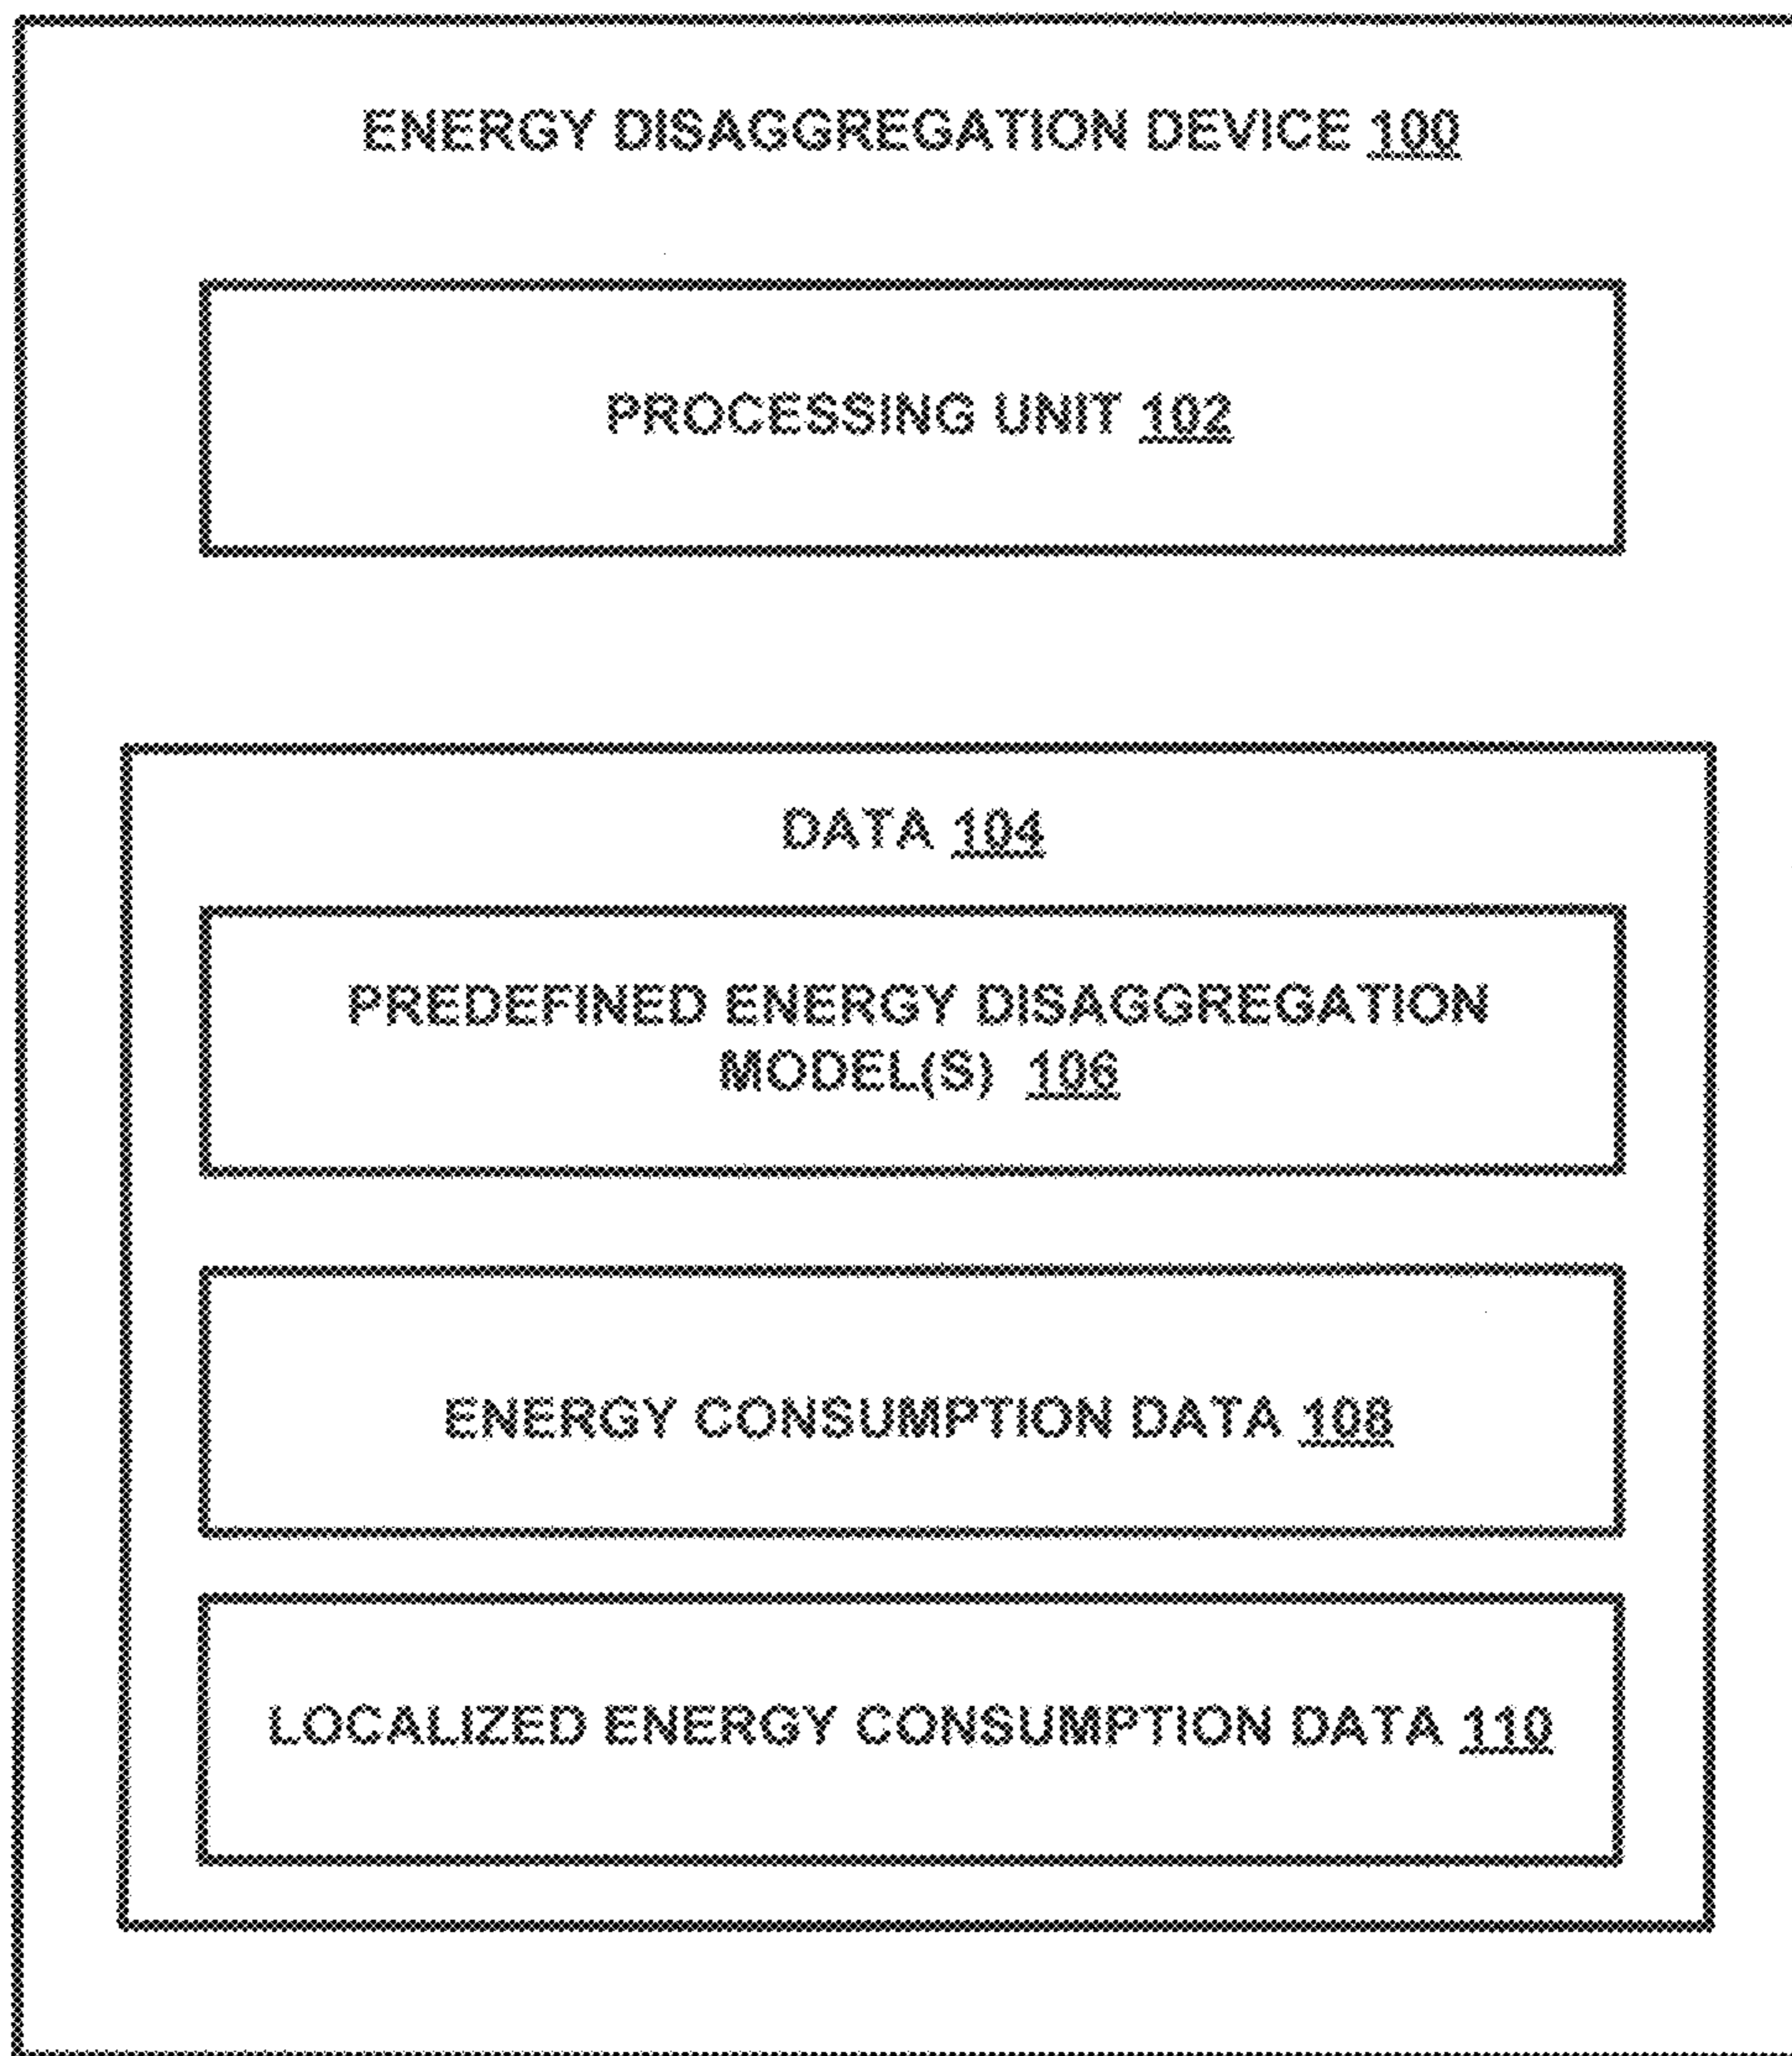 ENERGY DISAGGREGATION DEVICE 100
PROCESSING UNIT 102
DATA 104
PREDEFINED ENERGY DISAGGREGATION
MODEL(S) 106
ENERGY CONSUMPTION DATA 108
LOCALIZED ENERGY CONSUMPTION DATA 110